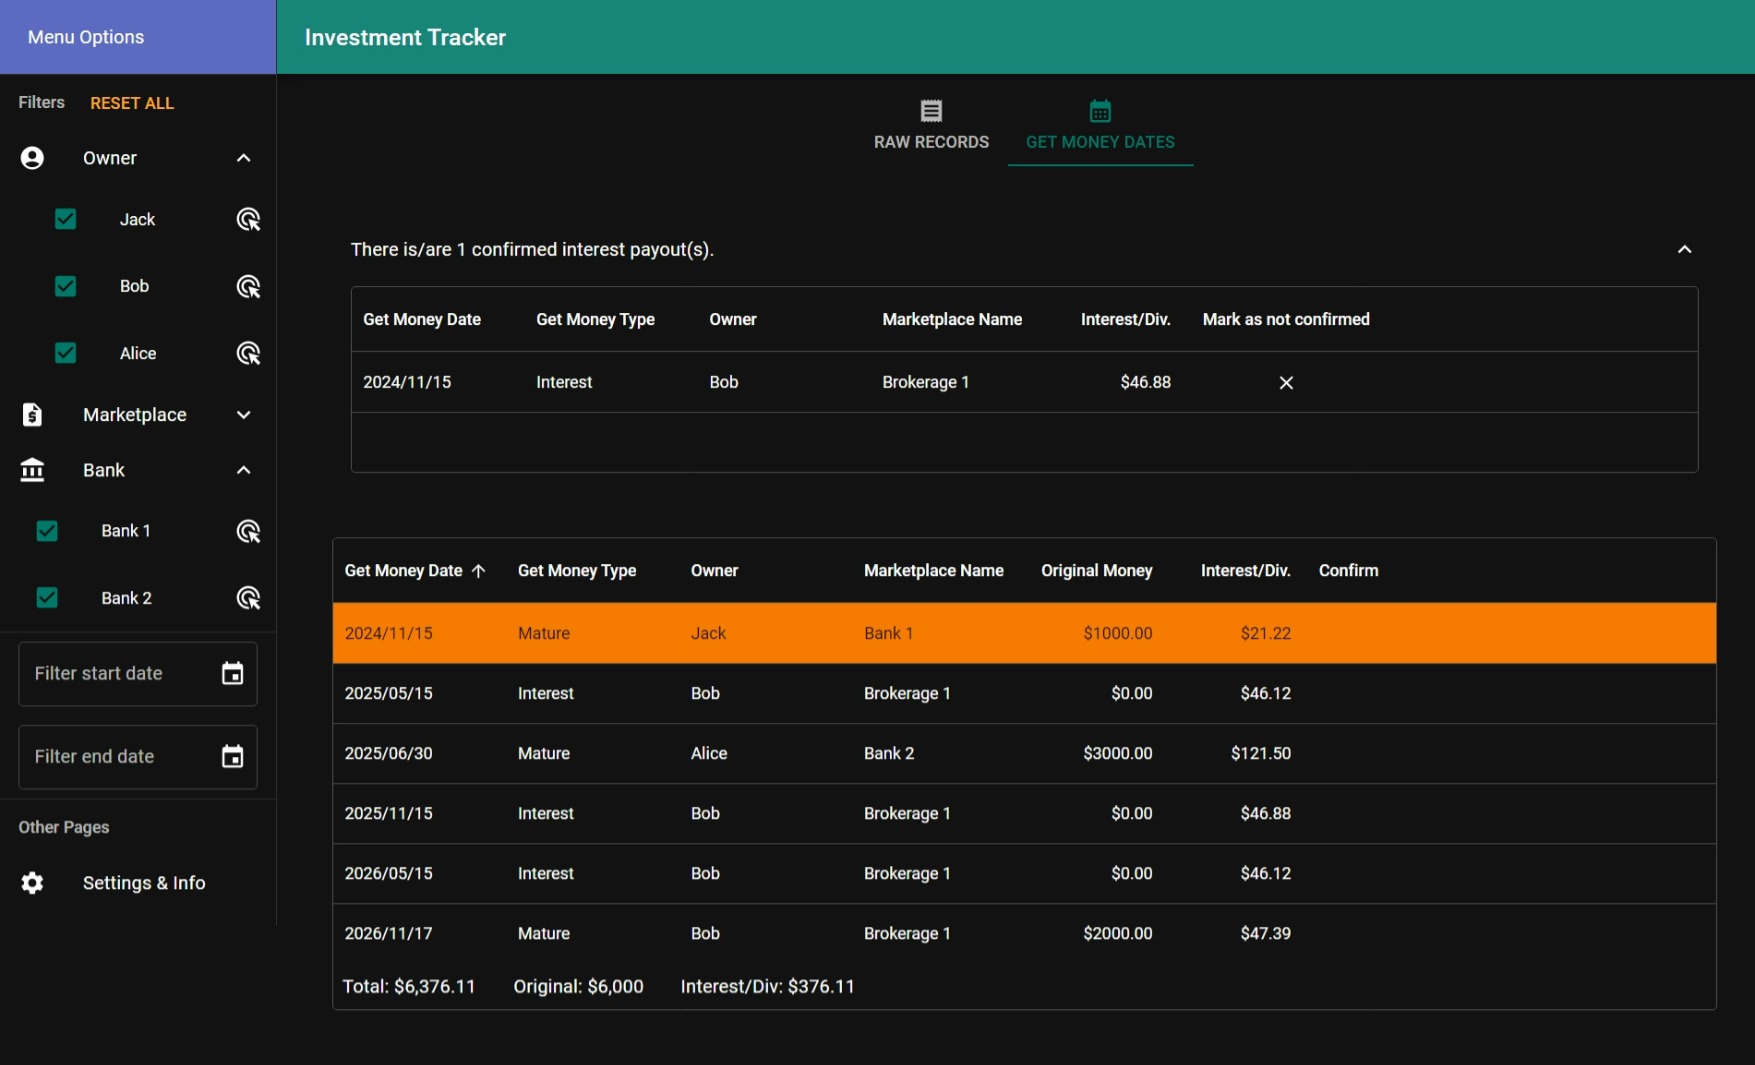 Menu Options
Investment Tracker
Filters RESET ALL
Owner
Jack
Bob
Alice
Marketplace
Bank
Bank 1
Bank 2
Filter start date
Filter end date
Other Pages
Settings & Info
RAW RECORDS GET MONEY DATES
There is/are 1 confirmed interest payout(s).
Get Money Date Get Money Type Owner Marketplace Name Interest/Div. Mark as not confirmed
2024/11/15 Interest Bob Brokerage 1 $46.88
Get Money Date Get Money Type Owner Marketplace Name Original Money Interest/Div. Confirm
2024/11/15 Mature Jack Bank 1 $1000.00 $21.22
2025/05/15 Interest Bob Brokerage 1 $0.00 $46.12
2025/06/30 Mature Alice Bank 2 $3000.00 $121.50
2025/11/15 Interest Bob Brokerage 1 $0.00 $46.88
2026/05/15 Interest Bob Brokerage 1 $0.00 $46.12
2026/11/17 Mature Bob Brokerage 1 $2000.00 $47.39
Total: $6,376.11 Original: $6,000 Interest/Div: $376.11